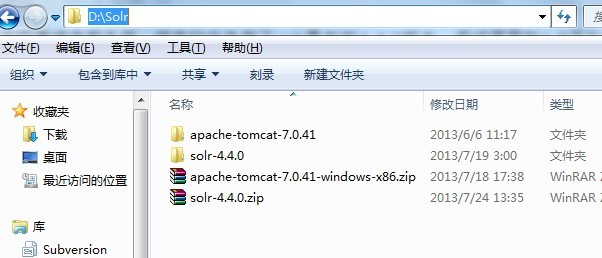 D:\Solr
文件(F) 编辑(E) 查看(V) 工具(T) 帮助(H)
组织 包含到库中 共享 刻录 新建文件夹
收藏夹
下载
桌面
最近访问的位置
库
Subversion
名称 修改日期 类型
apache-tomcat-7.0.41 2013/6/6 11:17 文件夹
solr-4.4.0 2013/7/19 3:00 文件夹
apache-tomcat-7.0.41-windows-x86.zip 2013/7/18 17:38 WinRAR Z
solr-4.4.0.zip 2013/7/24 13:35 WinRAR Z